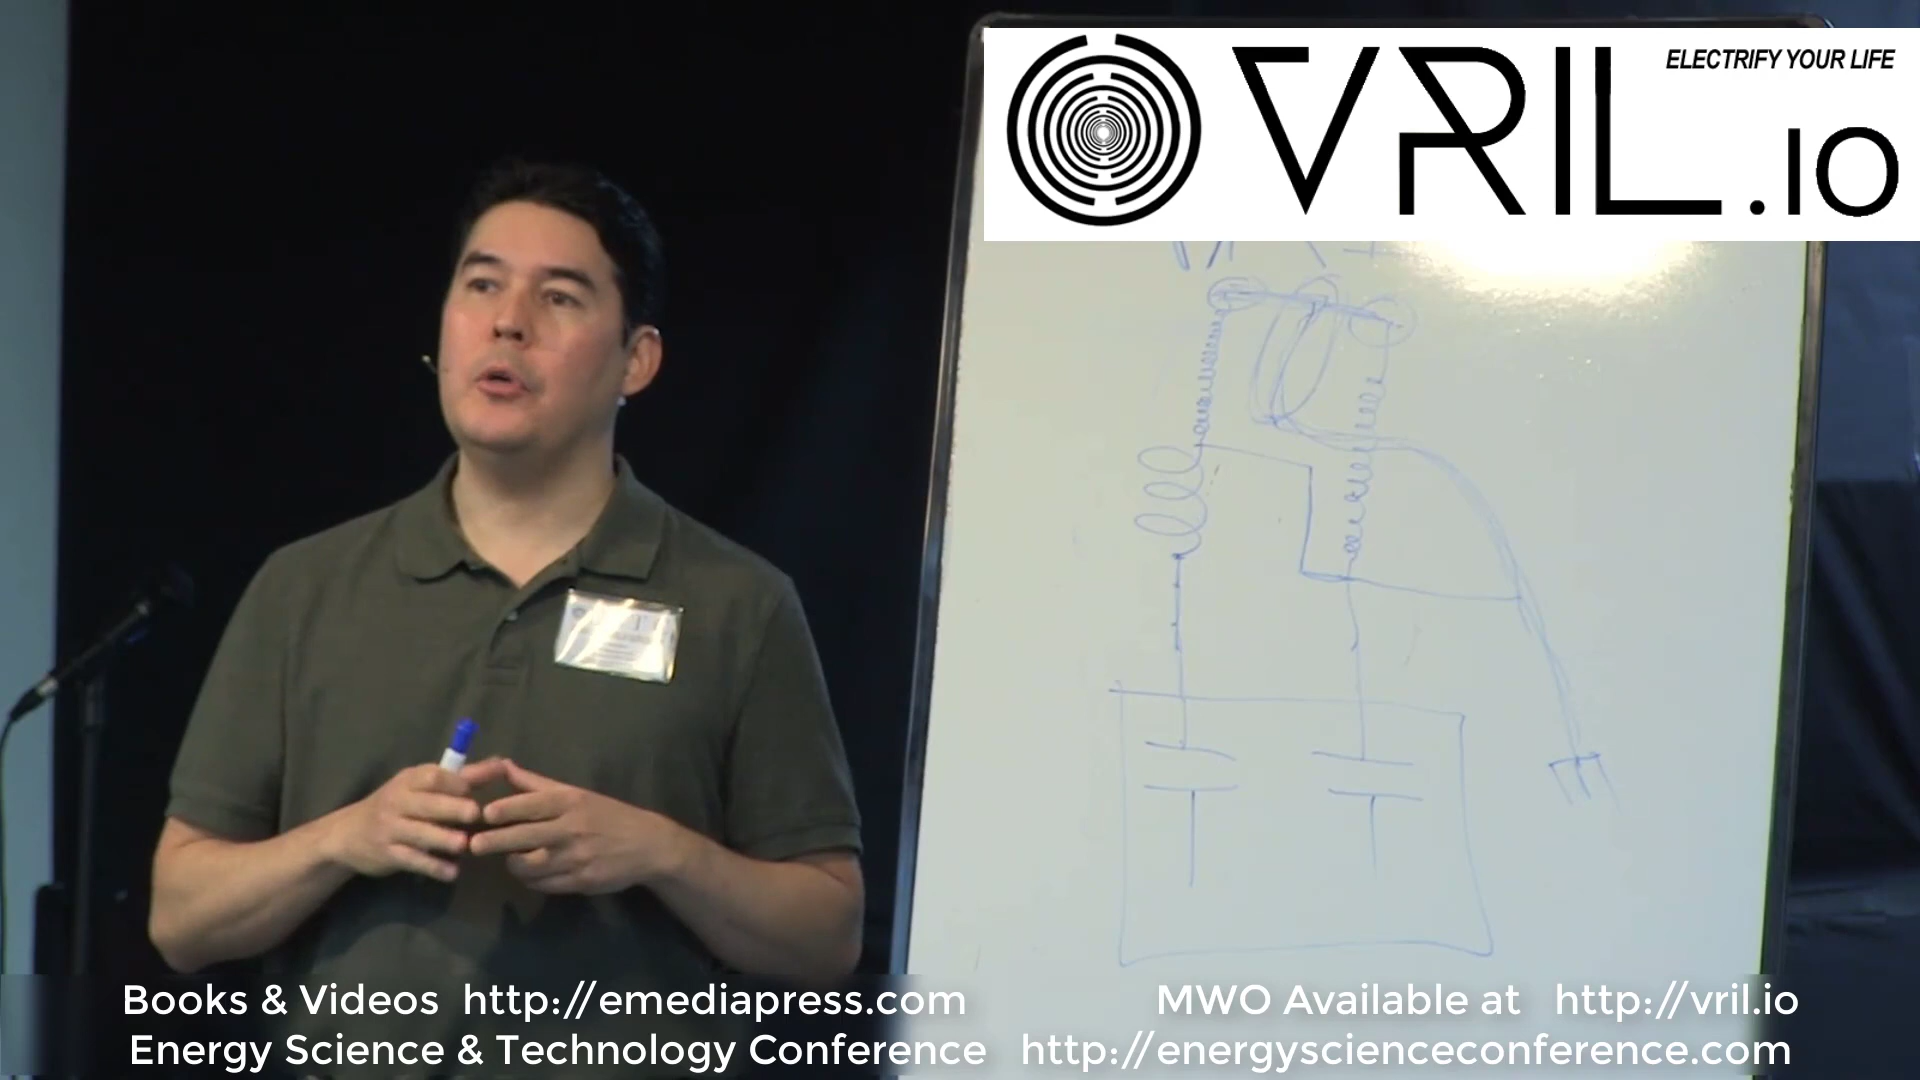 ELECTRIFY YOUR LIFE
VRIL.IO
Books & Videos http://emediapress.com
MWO Available at http://vril.io
Energy Science & Technology Conference http://energyscienceconference.com